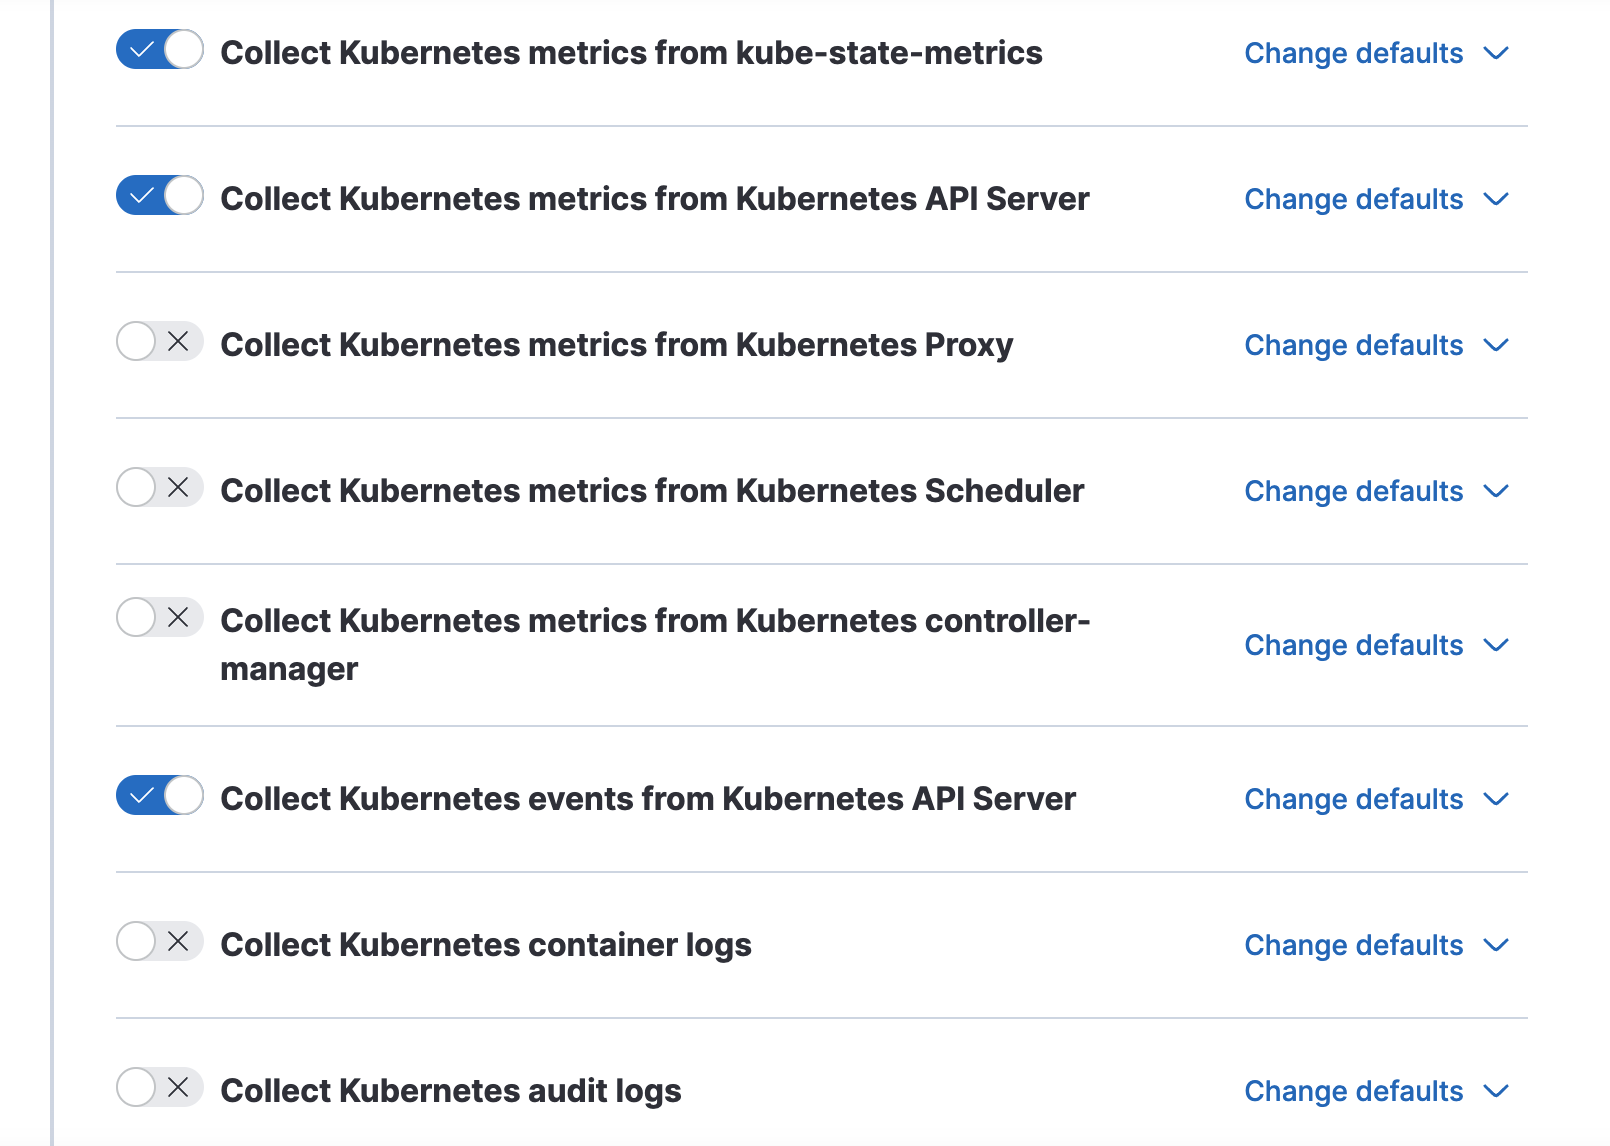 Collect Kubernetes metrics from kube-state-metrics Change defaults
Collect Kubernetes metrics from Kubernetes API Server Change defaults
Collect Kubernetes metrics from Kubernetes Proxy Change defaults
Collect Kubernetes metrics from Kubernetes Scheduler Change defaults
Collect Kubernetes metrics from Kubernetes controller-
manager Change defaults
Collect Kubernetes events from Kubernetes API Server Change defaults
Collect Kubernetes container logs Change defaults
Collect Kubernetes audit logs Change defaults